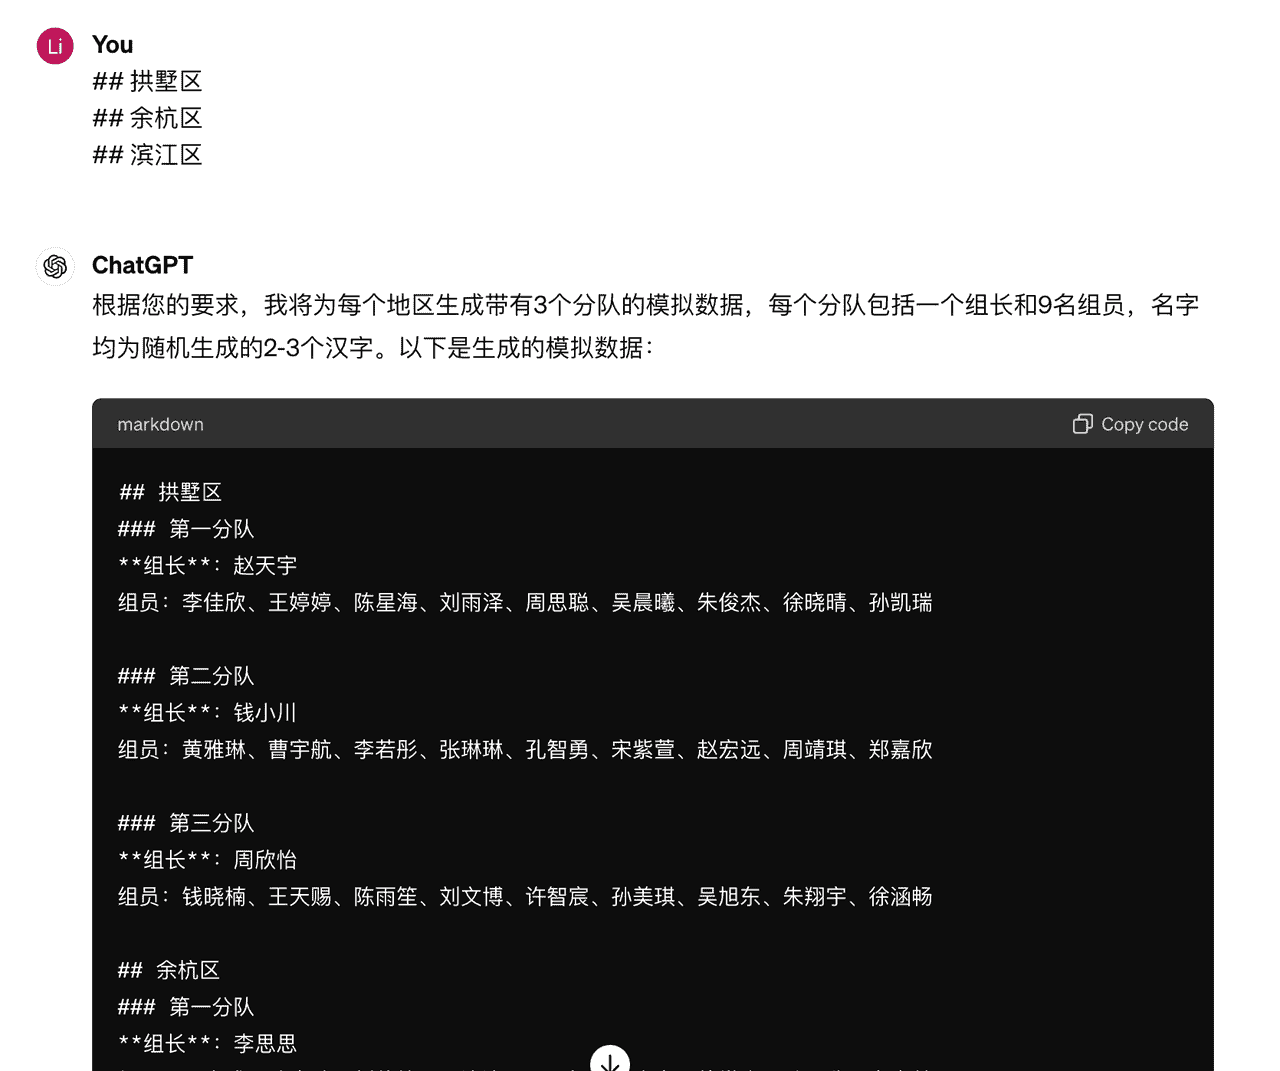 Li
You
## 拱墅区
## 余杭区
## 滨江区
ChatGPT
根据您的要求，我将为每个地区生成带有3个分队的模拟数据，每个分队包括一个组长和9名组员，名字
均为随机生成的2-3个汉字。以下是生成的模拟数据：
markdown
Copy code
## 拱墅区
### 第一分队
**组长**: 赵天宇
组员: 李佳欣、王婷婷、陈星海、刘雨泽、周思聪、吴晨曦、朱俊杰、徐晓晴、孙凯瑞
### 第二分队
**组长**: 钱小川
组员: 黄雅琳、曹宇航、李若彤、张琳琳、孔智勇、宋紫萱、赵宏远、周靖琪、郑嘉欣
### 第三分队
**组长**: 周欣怡
组员: 钱晓楠、王天赐、陈雨笙、刘文博、许智宸、孙美琪、吴旭东、朱翔宇、徐涵畅
## 余杭区
### 第一分队
**组长**: 李思思